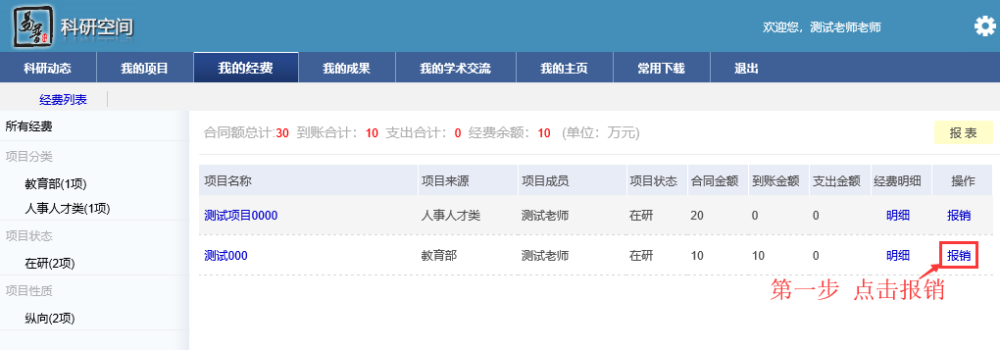 易普 科研空间
欢迎您，测试老师老师
科研动态 我的项目 我的经费 我的成果 我的学术交流 我的主页 常用下载 退出
经费列表
所有经费
项目分类
教育部(1项)
人事人才类(1项)
项目状态
在研(2项)
项目性质
纵向(2项)
合同额总计:30 到账合计：10 支出合计：0 经费余额：10 (单位：万元)
报 表
项目名称 项目来源 项目成员 项目状态 合同金额 到账金额 支出金额 经费明细 操作
测试项目0000 人事人才类 测试老师 在研 20 0 0 明细 报销
测试000 教育部 测试老师 在研 10 10 0 明细 报销
第一步 点击报销